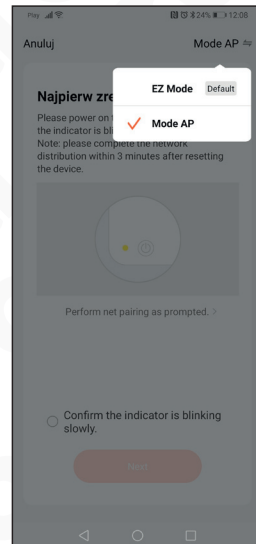 Play 24% 12:08
Anuluj Mode AP
EZ Mode Default
Mode AP
Najpierw zre
Please power on
the indicator is bli
Note: please complete the network
distribution within 3 minutes after resetting
the device.
Perform net pairing as prompted. >
Confirm the indicator is blinking
slowly.
Next